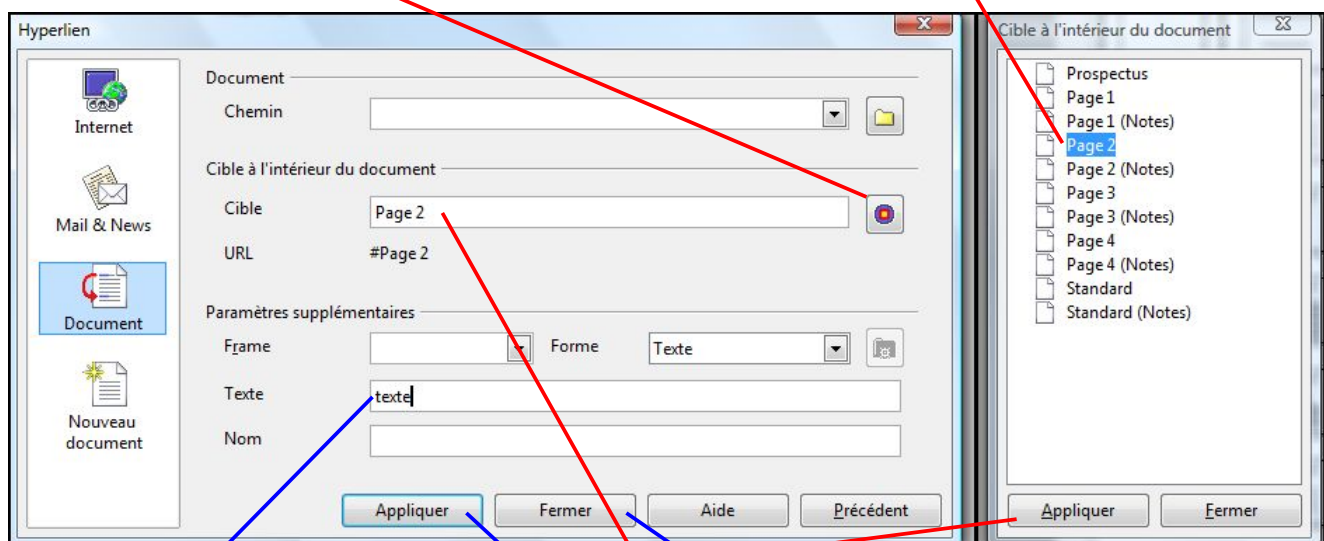 Hyperlien
Internet
Mail & News
Document
Nouveau
document
Document
Chemin
Cible à l'intérieur du document
Cible
Page 2
URL
#Page 2
Paramètres supplémentaires
Frame
Forme
Texte
Texte
texte
Nom
Appliquer
Fermer
Aide
Précédent
Cible à l'intérieur du document
Prospectus
Page 1
Page 1 (Notes)
Page 2
Page 2 (Notes)
Page 3
Page 3 (Notes)
Page 4
Page 4 (Notes)
Standard
Standard (Notes)
Appliquer
Fermer